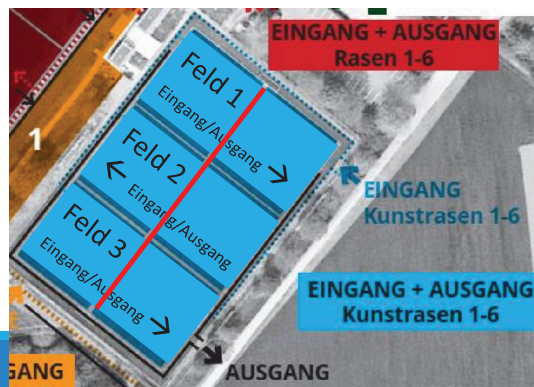 EINGANG + AUSGANG
Rasen 1-6
Feld 1
Eingang/Ausgang
1
Feld 2
Eingang/Ausgang
EINGANG
Kunstrasen 1-6
Feld 3
Eingang/Ausgang
EINGANG + AUSGANG
Kunstrasen 1-6
GANG
AUSGANG